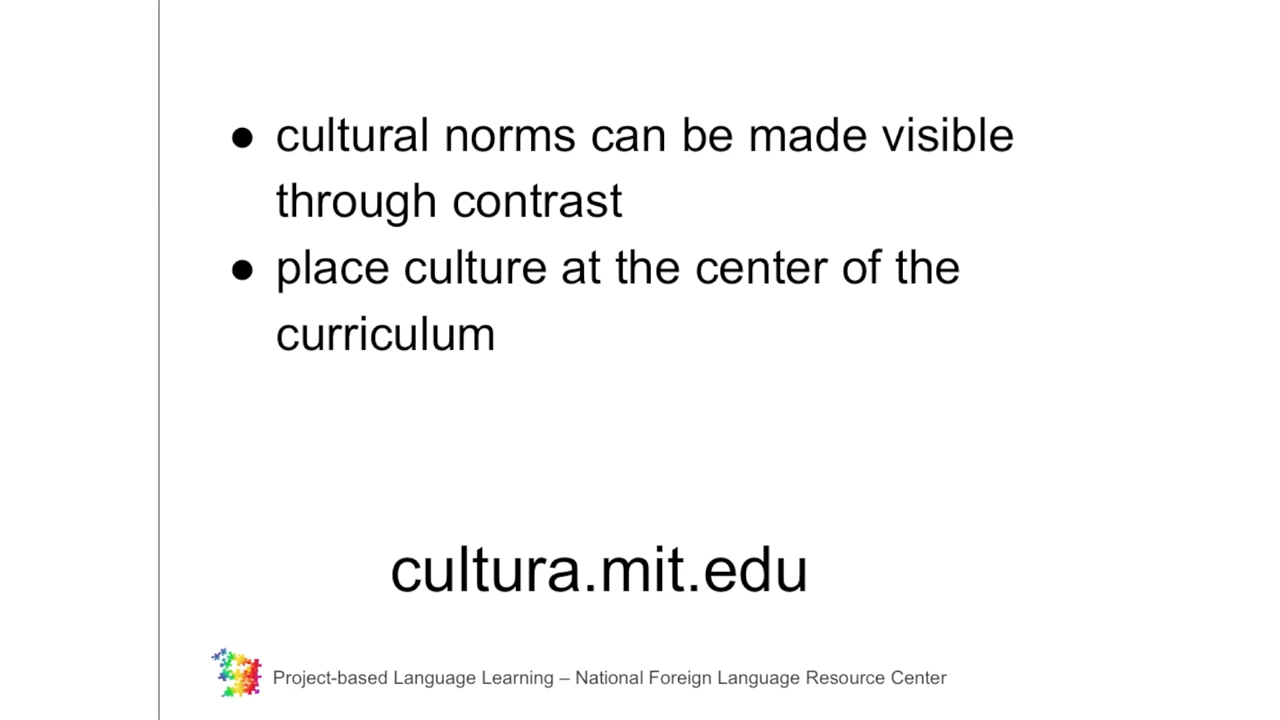 ● cultural norms can be made visible
through contrast
● place culture at the center of the
curriculum
cultura.mit.edu
Project-based Language Learning – National Foreign Language Resource Center